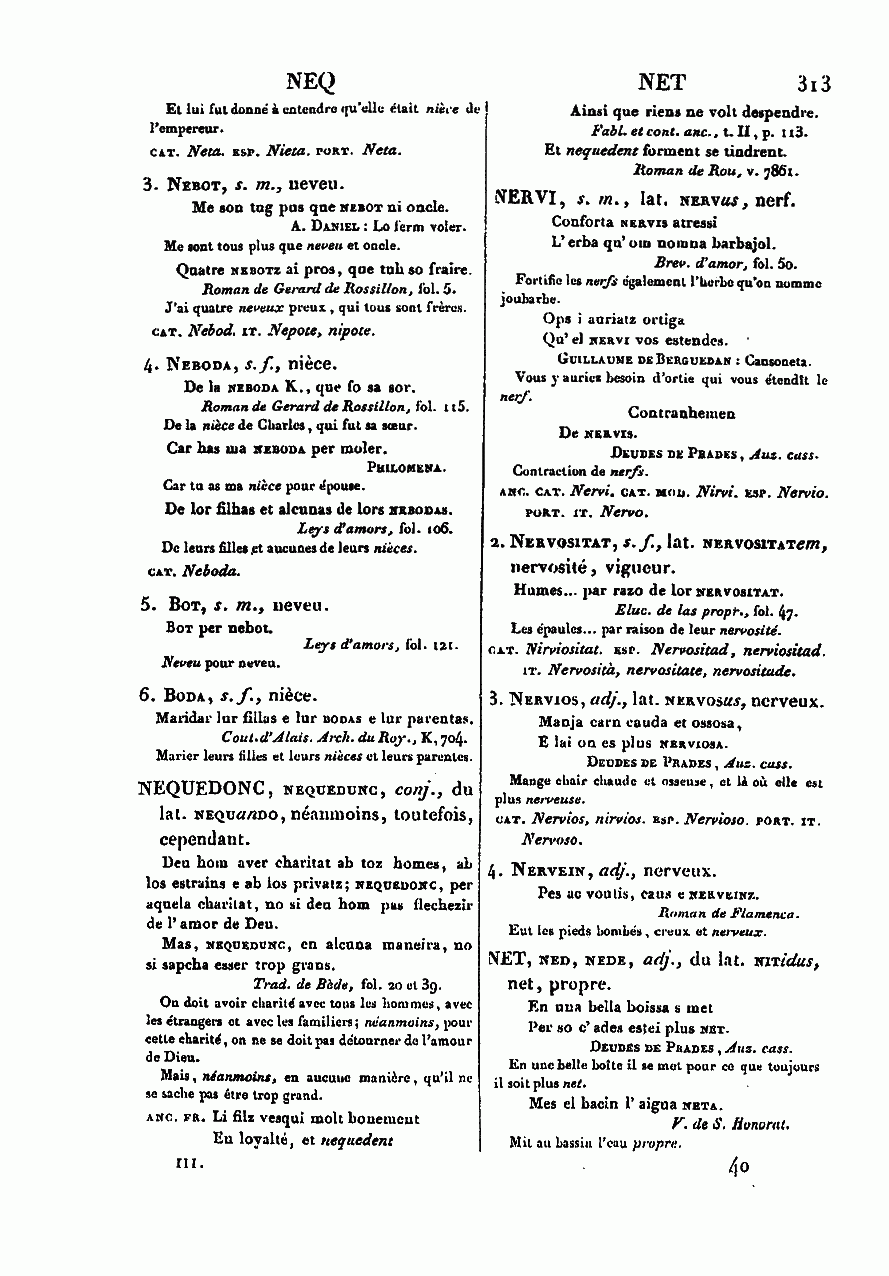 NEQ
NET 313
Et lui fut donné à entendre qu'elle était nièce de
l'empereur.
CAT. Neta. ESP. Nieta. PORT. Neta.
3. NEBOT, s. m., neveu.
Me son tug pus que NEBOT ni oncle.
A. DANIEL : Lo ferm voler.
Me sont tous plus que neveu et oncle.
Quatre NEBOTZ ai pros, que tuh so fraire.
Roman de Gerard de Rossillon, fol. 5.
J'ai quatre neveux preux, qui tous sont frères.
CAT. Nebod. IT. Nepote, nipote.
4. NEBODA, s. f., nièce.
De la NEBODA K., que fo sa sor.
Roman de Gerard de Rossillon, fol. 115.
De la nièce de Charles, qui fut sa sœur.
Car has ma NEBODA per moler.
PHILOMENA.
Car tu as ma nièce pour épouse.
De lor filhas et alcunas de lors NEBODAS.
Leys d'amors, fol. 106.
De leurs filles et aucunes de leurs nièces.
CAT. Neboda.
5. BOT, s. m., neveu.
BOT per nebot.
Leys d'amors, fol. 121.
Neveu pour neveu.
6. BODA, s. f., nièce.
Maridar lur fillas e lur BODAS e lur parentas.
Cout. d'Alais. Arch. du Roy., K, 704.
Marier leurs filles et leurs nièces et leurs parentes.
NEQUEDONC, NEQUEDUNC, conj., du
lat. NEQUANDO, néanmoins, toutefois,
cependant.
Deu hom aver charitat ab toz homes, ab
los estrains e ab los privatz; NEQUEDONC, per
aquela charitat, no si deu hom pas flechezir
de l'amor de Deu.
Mas, NEQUEDUNC, en alcuna maneira, no
si sapcha esser trop grans.
Trad. de Bède, fol. 20 et 39.
On doit avoir charité avec tous les hommes, avec
les étrangers et avec les familiers; néanmoins, pour
cette charité, on ne se doit pas détourner de l'amour
de Dieu.
Mais, néanmoins, en aucune manière, qu'il ne
se sache pas être trop grand.
ANC. FR. Li filz vesqui molt bonement
En loyalté, et nequedent
III.
Ainsi que riens ne volt despendre.
Fabl. et cont. anc., t. II, p. 113.
Et nequedent forment se tindrent.
Roman de Rou, v. 7861.
NERVI, s. m., lat. NERVus, nerf.
Conforta NERVIS atressi
L'erba qu'om nomna barbajol.
Brev. d'amor, fol. 50.
Fortifie les nerfs également l'herbe qu'on nomme
joubarbe.
Ops i auriatz ortiga
Qu'el NERVI vos estendes.
GUILLAUME DE BERGUEDAN : Cansoneta.
Vous y auriez besoin d'ortie qui vous étendît le
nerf.
Contranhemen
De NERVIS.
DEUDES DE PRADES, Auz. cass.
Contraction de nerfs.
ANC. CAT. Nervi. CAT. MOD. Nirvi. ESP. Nervio.
PORT. IT. Nervo.
2. NERVOSITAT, s. f., lat. NERVOSITATem,
nervosité, vigueur.
Humes... par razo de lor NERVOSITAT.
Eluc. de las propr., fol. 47.
Les épaules... par raison de leur nervosité.
CAT. Nirviositat. ESP. Nervositad, nerviositad.
IT. Nervosità, nervositate, nervositude.
3. NERVIOS, adj., lat. NERVOSus, nerveux.
Manja carn cauda et ossosa,
E lai on es plus NERVIOSA.
DEUDES DE PRADES, Auz. cass.
Mange chair chaude et osseuse, et là où elle est
plus nerveuse.
CAT. Nervios, nirvios. ESP. Nervioso. PORT. IT.
Nervoso.
4. NERVEIN, adj., nerveux.
Pes ac voutis, caus e NERVEINZ.
Roman de Flamenca.
Eut les pieds bombés, creux et nerveux.
NET, NED, NEDE, adj., du lat. NITidus,
net, propre.
En una bella boissa s met
Per so c'ades estei plus NET.
DEUDES DE PRADES, Auz. cass.
En une belle boîte il se met pour ce que toujours
il soit plus net.
Mes el bacin l'aigua NETA.
V. de S. Honorat.
Mit au bassin l'eau propre.
40